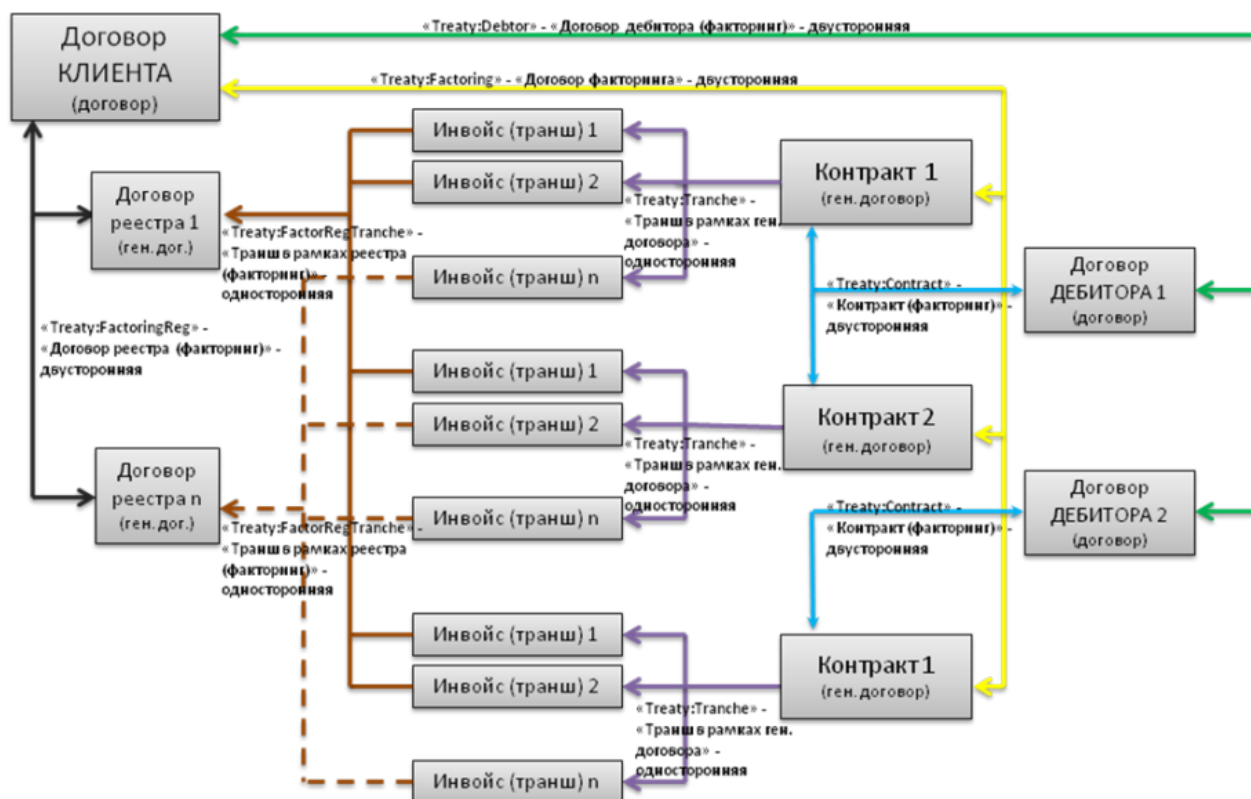 Договор
КЛИЕНТА
(договор)
«Treaty:Debtor» - «Договор дебитора (факторинг)» - двусторонняя
«Treaty:Factoring» - «Договор факторинга» - двусторонняя
Инвойс (транш) 1
Инвойс (транш) 2
Инвойс (транш) n
Контракт 1
(ген. договор)
Договор
реестра 1
(ген. дог.)
«Treaty:FactorRegTranche» -
«Транш в рамках реестра
(факторинг)» -
односторонняя
«Treaty:Tranche» -
«Транш в рамках ген.
договора» -
односторонняя
«Treaty:Contract» -
«Контракт (факторинг)» -
двусторонняя
Договор
ДЕБИТОРА 1
(договор)
«Treaty:FactoringReg» -
«Договор реестра (факторинг)» -
двусторонняя
Инвойс (транш) 1
Инвойс (транш) 2
Инвойс (транш) n
Контракт 2
(ген. договор)
«Treaty:Tranche» -
«Транш в рамках ген.
договора» -
односторонняя
Договор
реестра n
(ген. дог.)
«Treaty:FactorRegTranche» -
«Транш в рамках реестра
(факторинг)» -
односторонняя
«Treaty:Contract» -
«Контракт (факторинг)» -
двусторонняя
Договор
ДЕБИТОРА 2
(договор)
Инвойс (транш) 1
Инвойс (транш) 2
Инвойс (транш) n
Контракт 1
(ген. договор)
«Treaty:Tranche» -
«Транш в рамках ген.
договора» -
односторонняя